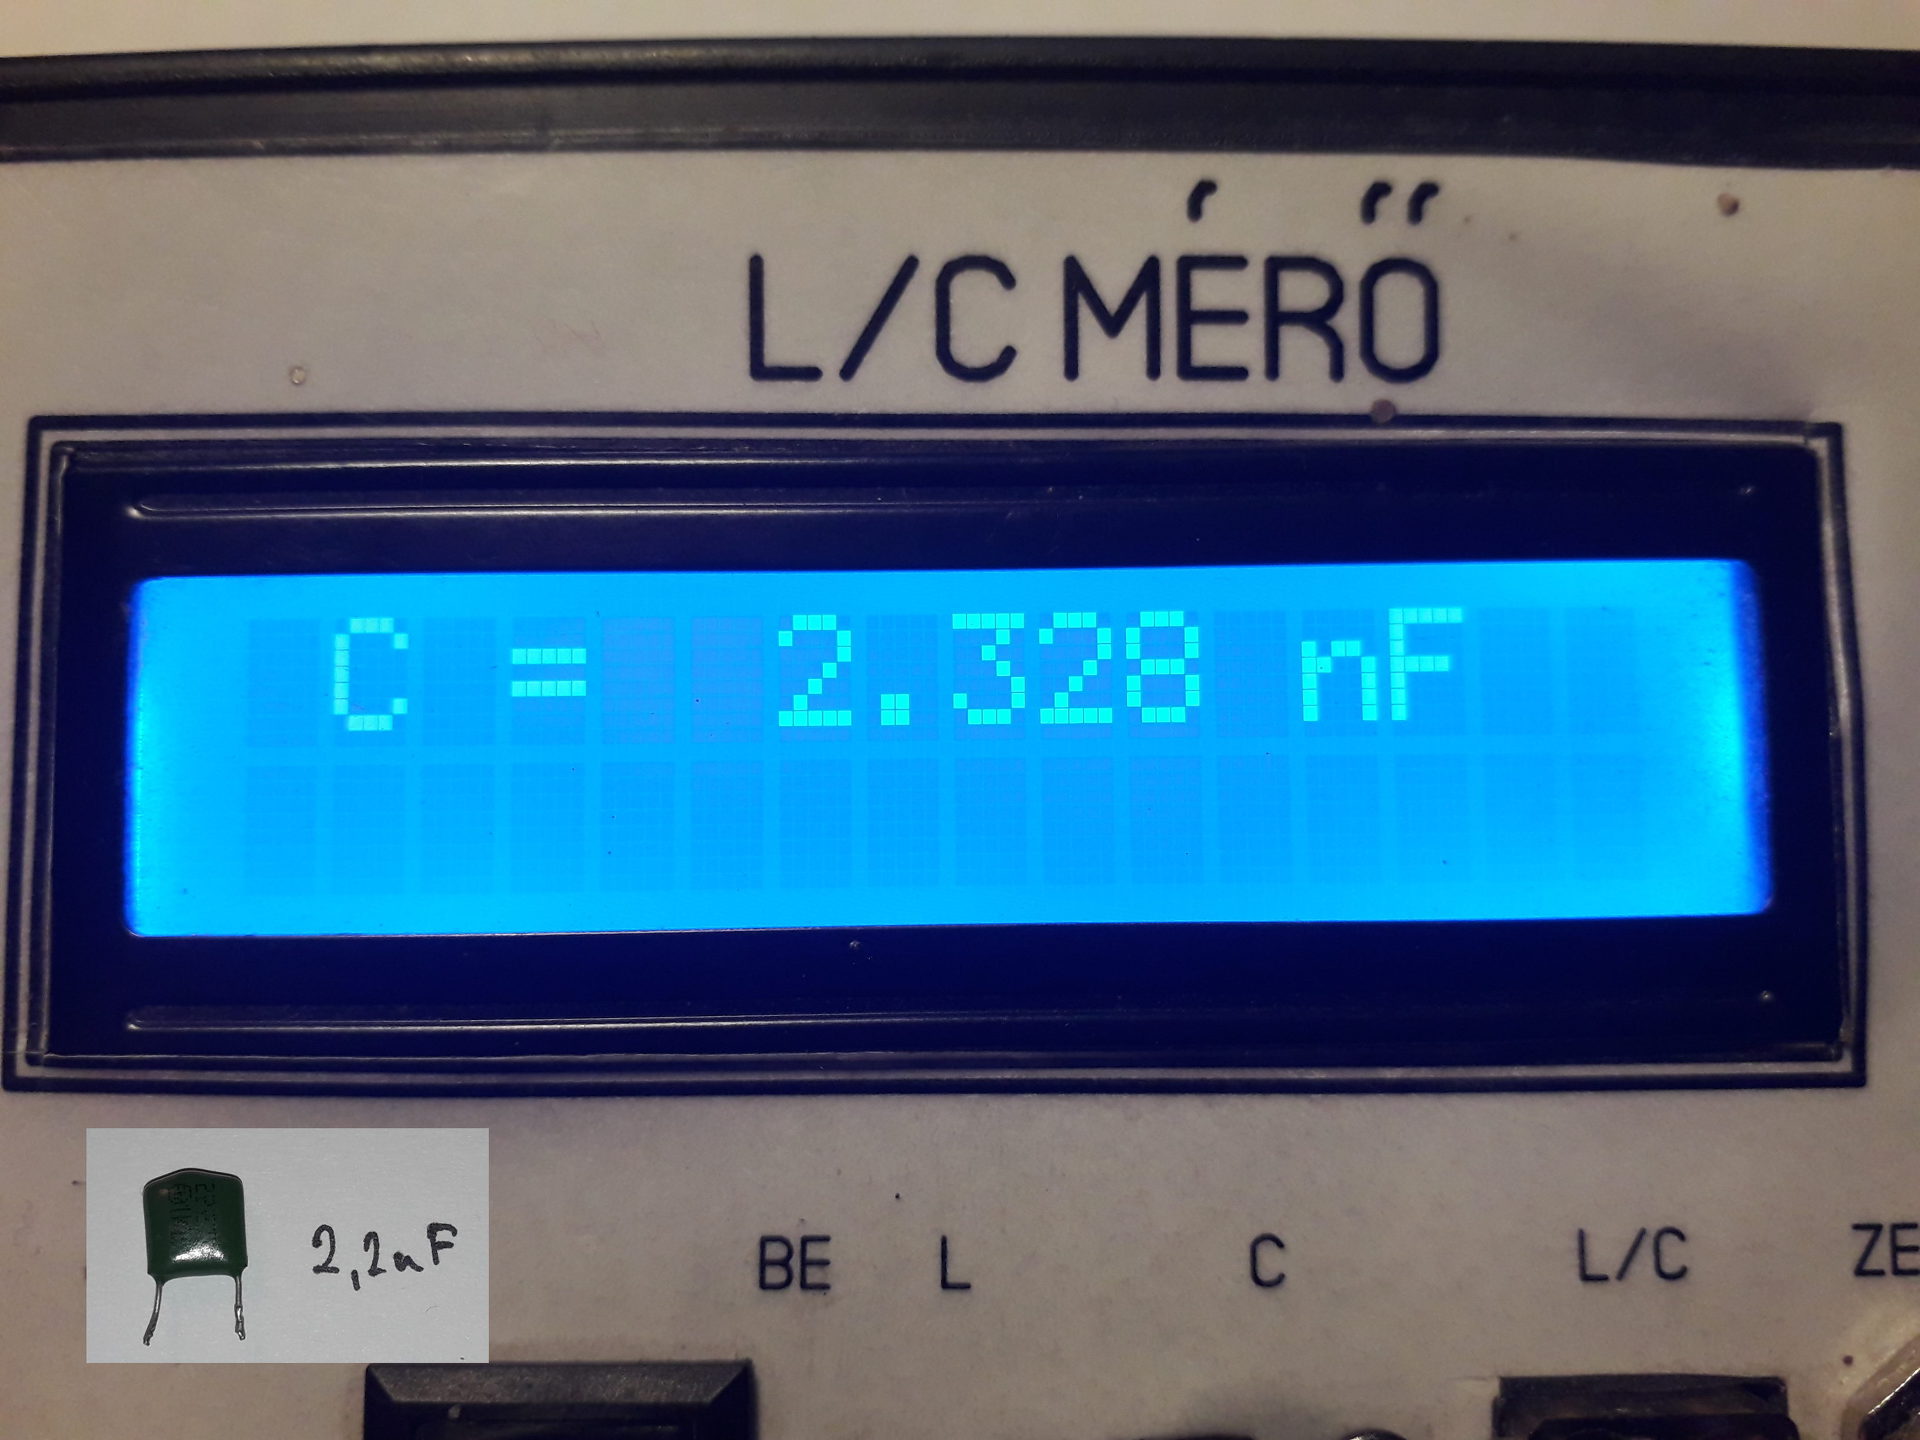 L/C MÉRŐ
C = 2.328 nF
2,2nF
BE L C L/C ZE